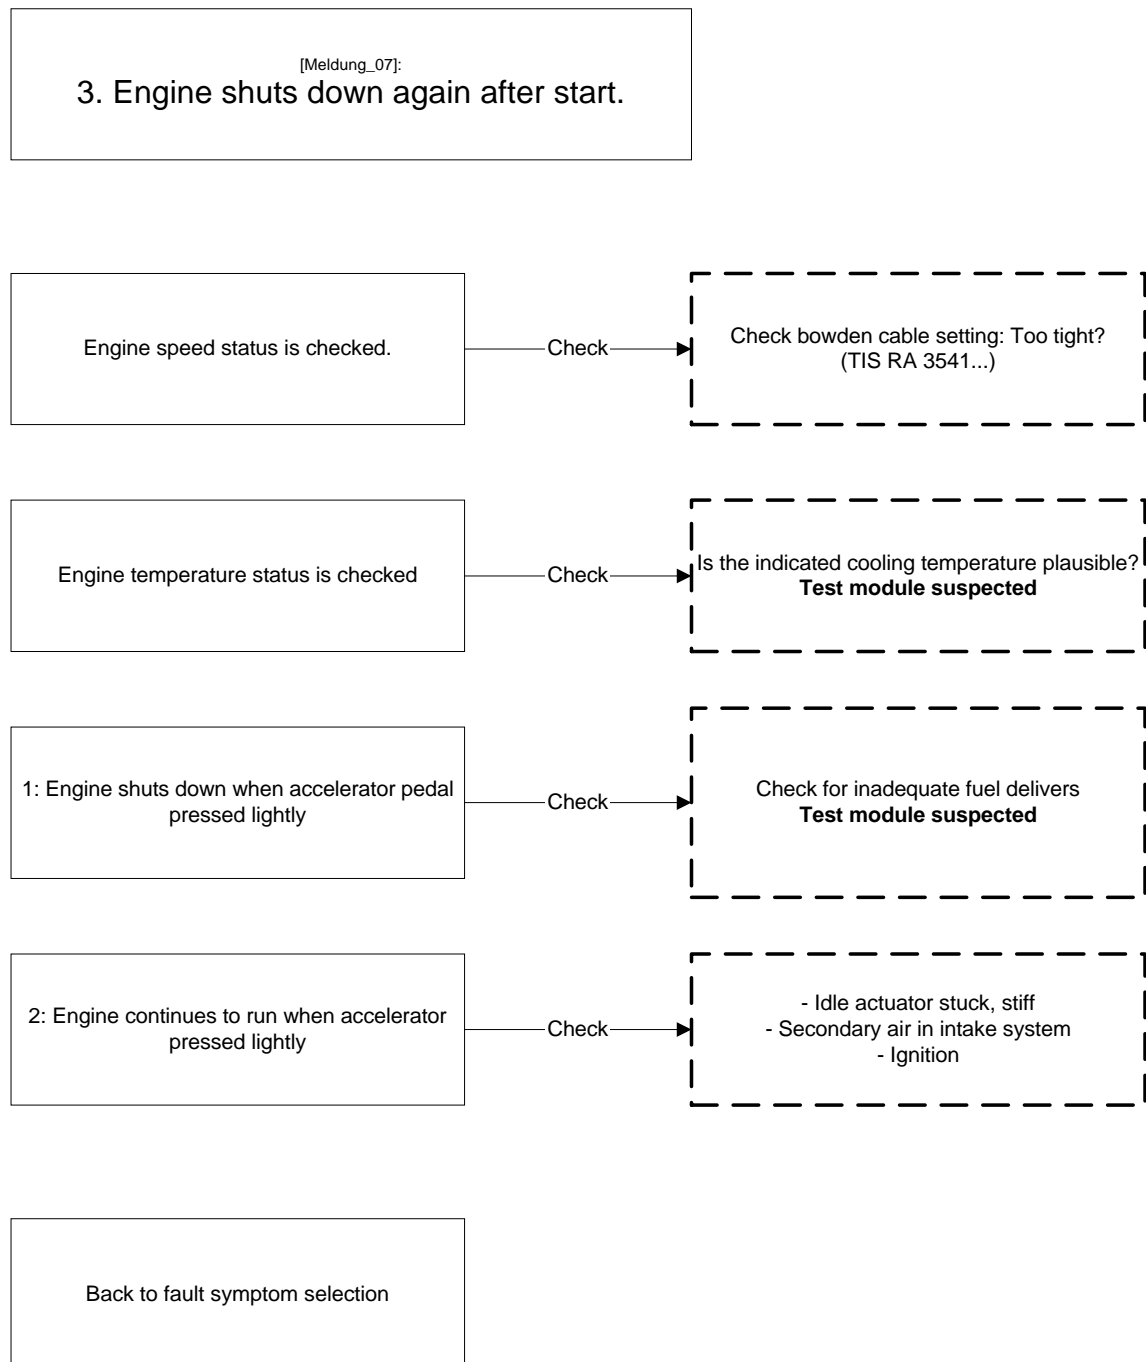 [Meldung_07]:
3. Engine shuts down again after start.
Engine speed status is checked.
Check
Check bowden cable setting: Too tight?
(TIS RA 3541...)
Engine temperature status is checked
Check
Is the indicated cooling temperature plausible?
Test module suspected
1: Engine shuts down when accelerator pedal
pressed lightly
Check
Check for inadequate fuel delivers
Test module suspected
2: Engine continues to run when accelerator
pressed lightly
Check
- Idle actuator stuck, stiff
- Secondary air in intake system
- Ignition
Back to fault symptom selection